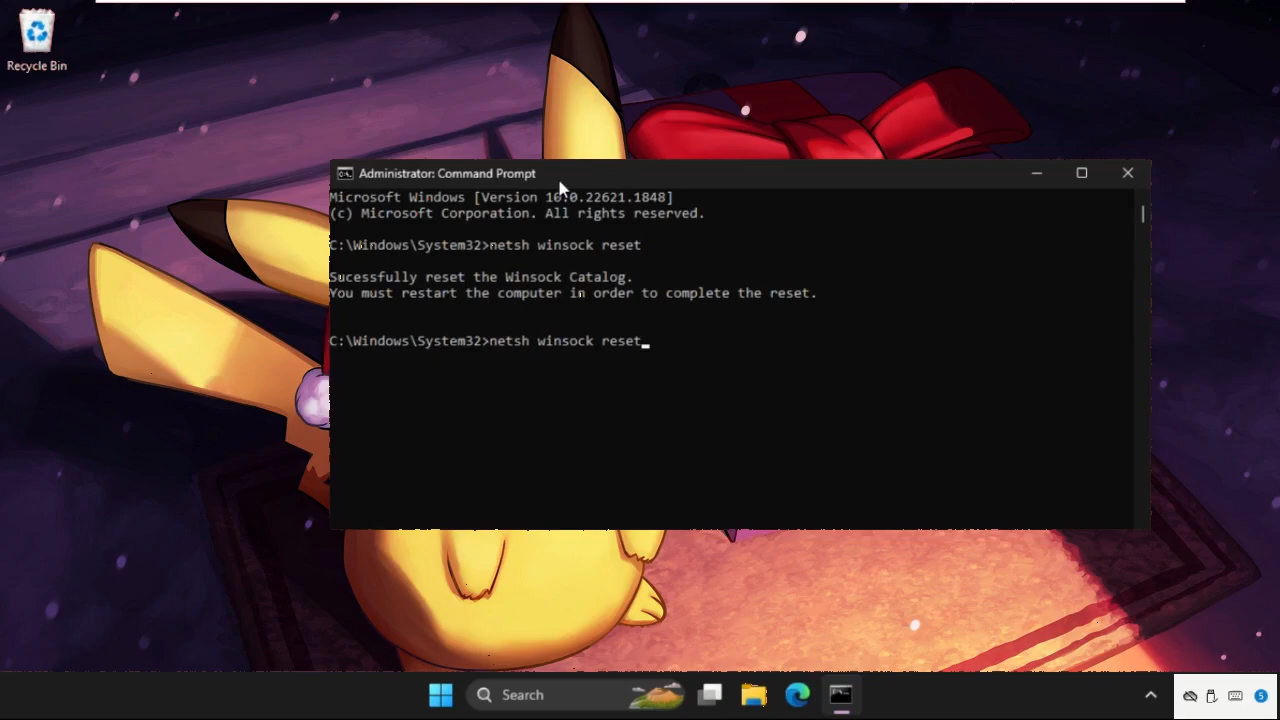 Recycle Bin
Administrator: Command Prompt
Microsoft Windows [Version 10.0.22621.1848]
(c) Microsoft Corporation. All rights reserved.
C:\Windows\System32>netsh winsock reset
Sucessfully reset the Winsock Catalog.
You must restart the computer in order to complete the reset.
C:\Windows\System32>netsh winsock reset
Search
5